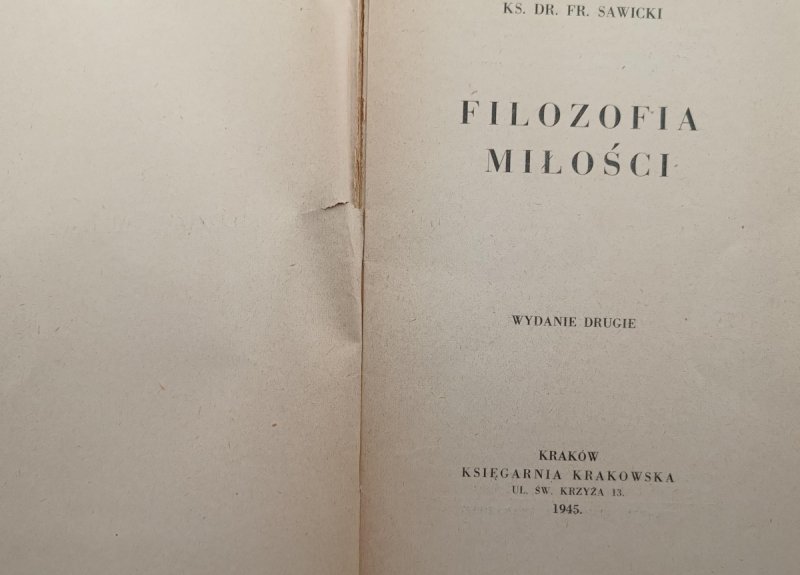 KS. DR. FR. SAWICKI
FILOZOFIA
MIŁOŚCI
WYDANIE DRUGIE
KRAKÓW
KSIĘGARNIA KRAKOWSKA
UL. ŚW. KRZYŻA 13.
1945.